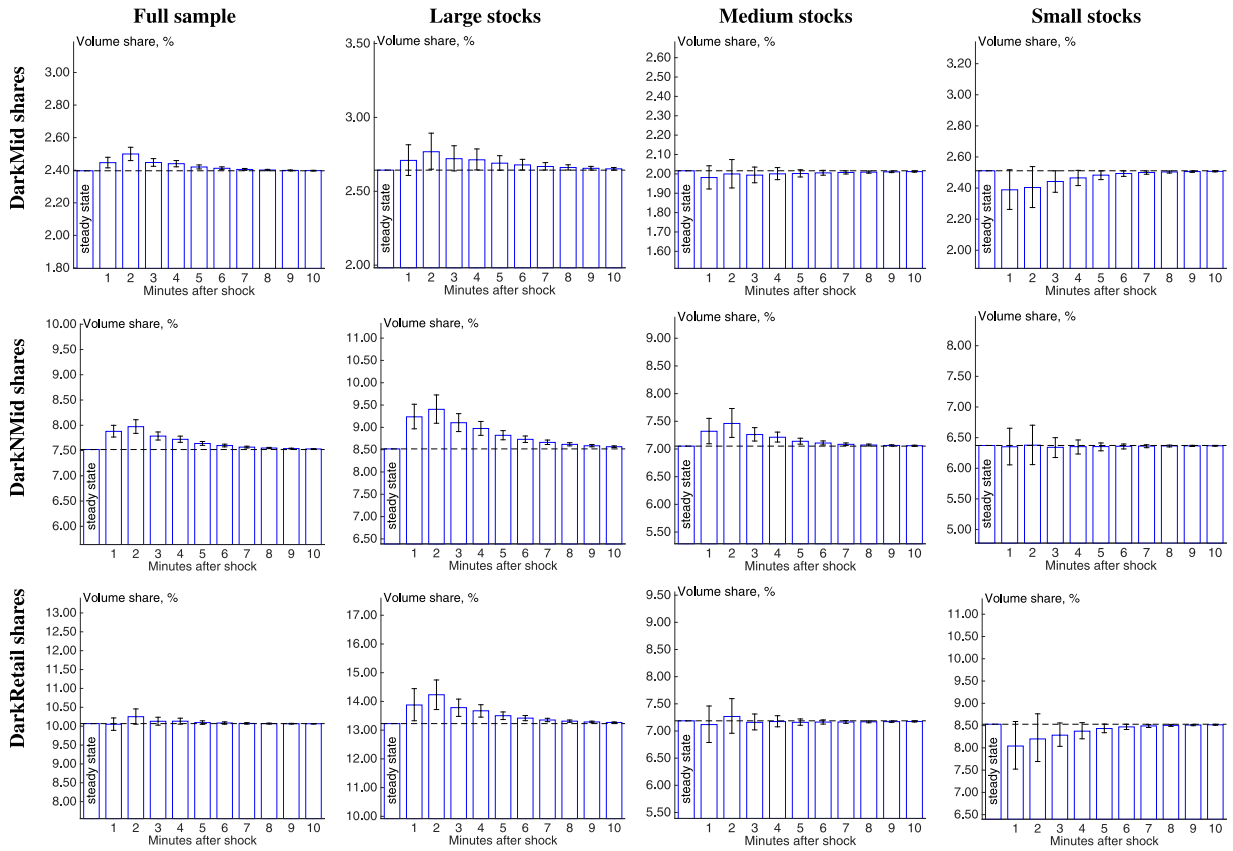 Full sample
Large stocks
Medium stocks
Small stocks
DarkMid shares
Volume share, %
3.00
2.80
2.60
2.40
2.20
2.00
1.80
steady state
1 2 3 4 5 6 7 8 9 10
Minutes after shock
Volume share, %
3.50
3.00
2.50
2.00
steady state
1 2 3 4 5 6 7 8 9 10
Minutes after shock
Volume share, %
2.60
2.50
2.40
2.30
2.20
2.10
2.00
1.90
1.80
1.70
1.60
steady state
1 2 3 4 5 6 7 8 9 10
Minutes after shock
Volume share, %
3.20
3.00
2.80
2.60
2.40
2.20
2.00
steady state
1 2 3 4 5 6 7 8 9 10
Minutes after shock
DarkNMid shares
Volume share, %
10.00
9.50
9.00
8.50
8.00
7.50
7.00
6.50
6.00
steady state
1 2 3 4 5 6 7 8 9 10
Minutes after shock
Volume share, %
11.00
10.50
10.00
9.50
9.00
8.50
8.00
7.50
7.00
6.50
steady state
1 2 3 4 5 6 7 8 9 10
Minutes after shock
Volume share, %
9.00
8.50
8.00
7.50
7.00
6.50
6.00
5.50
steady state
1 2 3 4 5 6 7 8 9 10
Minutes after shock
Volume share, %
8.00
7.50
7.00
6.50
6.00
5.50
5.00
steady state
1 2 3 4 5 6 7 8 9 10
Minutes after shock
DarkRetail shares
Volume share, %
13.00
12.50
12.00
11.50
11.00
10.50
10.00
9.50
9.00
8.50
8.00
steady state
1 2 3 4 5 6 7 8 9 10
Minutes after shock
Volume share, %
17.00
16.00
15.00
14.00
13.00
12.00
11.00
10.00
steady state
1 2 3 4 5 6 7 8 9 10
Minutes after shock
Volume share, %
9.50
9.00
8.50
8.00
7.50
7.00
6.50
6.00
5.50
steady state
1 2 3 4 5 6 7 8 9 10
Minutes after shock
Volume share, %
11.00
10.50
10.00
9.50
9.00
8.50
8.00
7.50
7.00
6.50
steady state
1 2 3 4 5 6 7 8 9 10
Minutes after shock